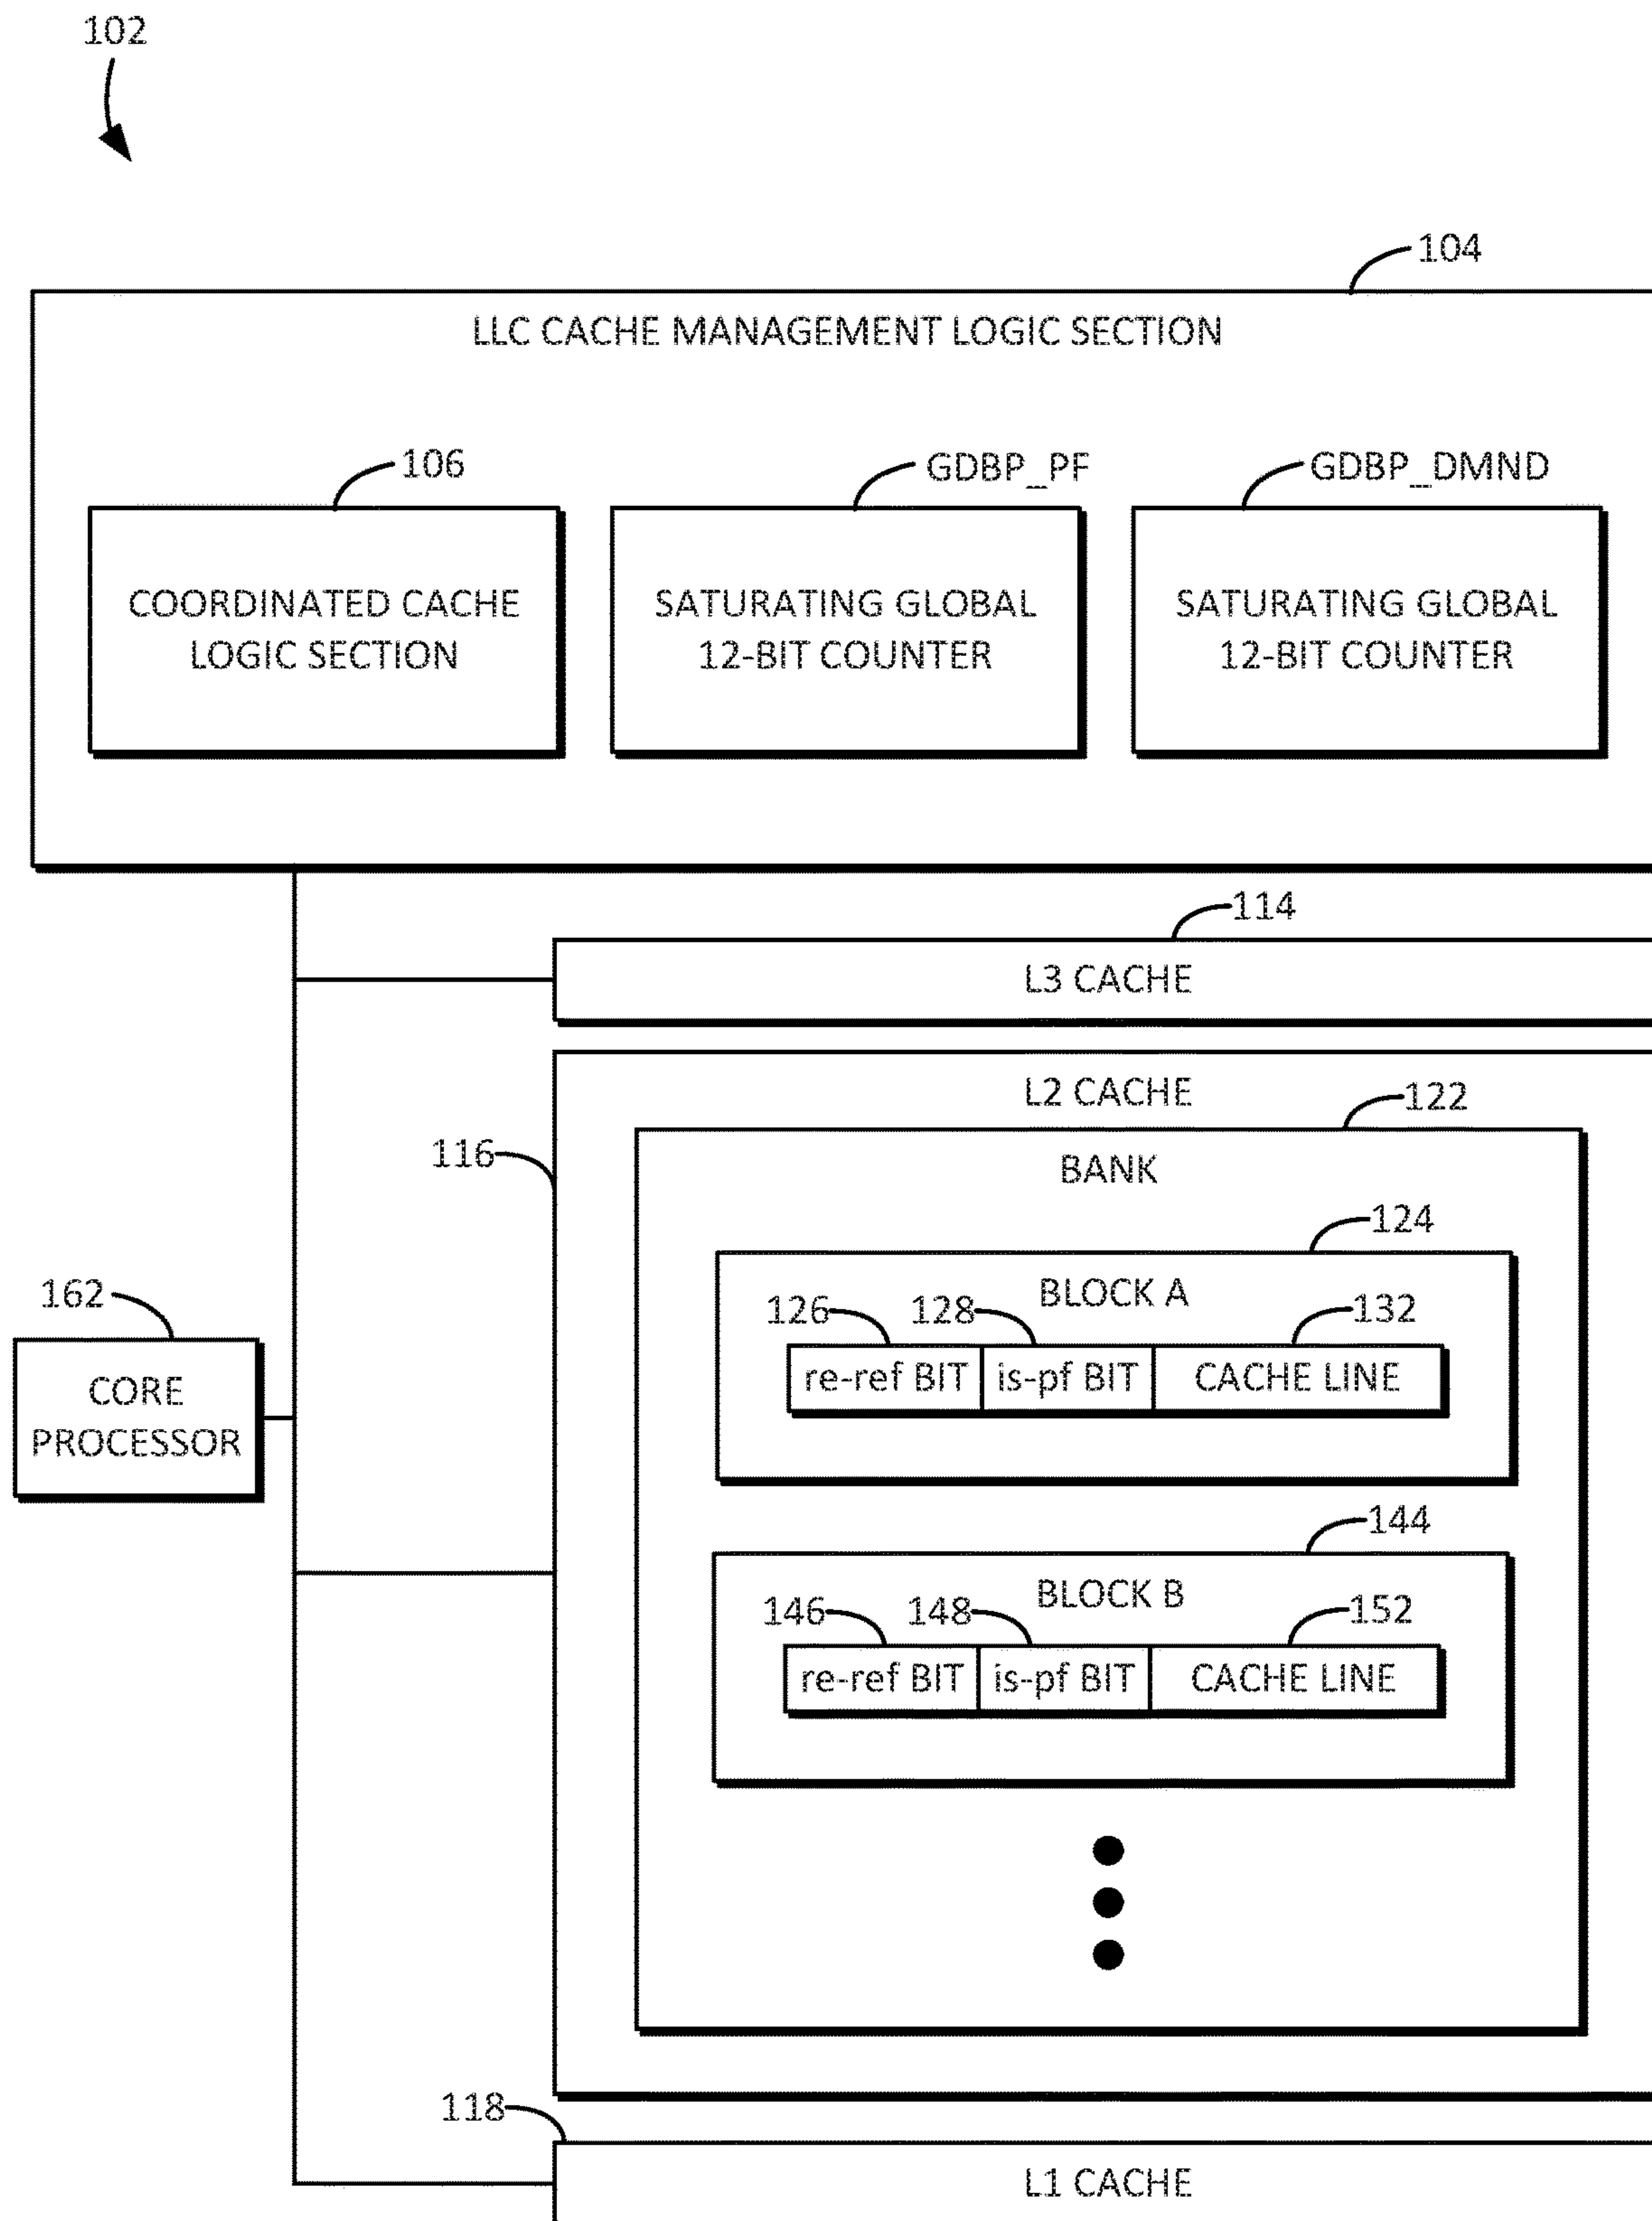 102
104
LLC CACHE MANAGEMENT LOGIC SECTION
106
GDBP_PF
GDBP_DMND
COORDINATED CACHE
LOGIC SECTION
SATURATING GLOBAL
12-BIT COUNTER
SATURATING GLOBAL
12-BIT COUNTER
114
L3 CACHE
L2 CACHE
122
116
BANK
124
BLOCK A
126
128
132
re-ref BIT
is-pf BIT
CACHE LINE
162
CORE
PROCESSOR
144
BLOCK B
146
148
152
re-ref BIT
is-pf BIT
CACHE LINE
118
L1 CACHE